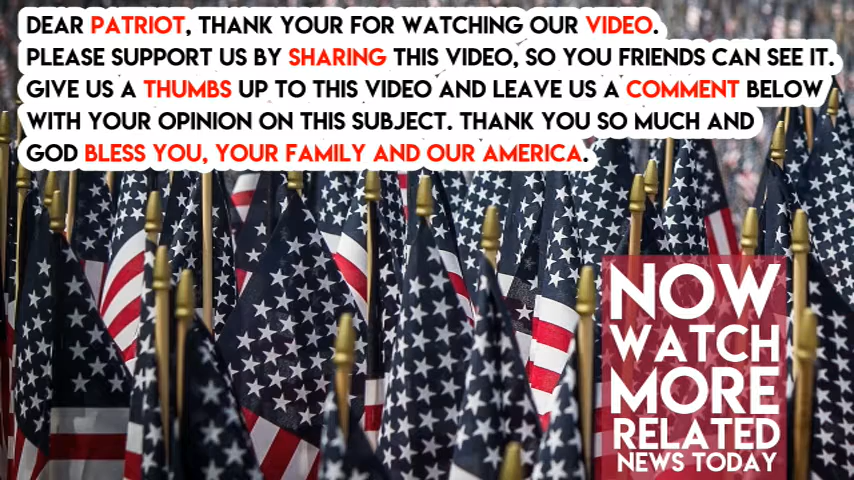 DEAR PATRIOT, THANK YOUR FOR WATCHING OUR VIDEO.
PLEASE SUPPORT US BY SHARING THIS VIDEO, SO YOU FRIENDS CAN SEE IT.
GIVE US A THUMBS UP TO THIS VIDEO AND LEAVE US A COMMENT BELOW
WITH YOUR OPINION ON THIS SUBJECT. THANK YOU SO MUCH AND
GOD BLESS YOU, YOUR FAMILY AND OUR AMERICA.
NOW
WATCH
MORE
RELATED
NEWS TODAY